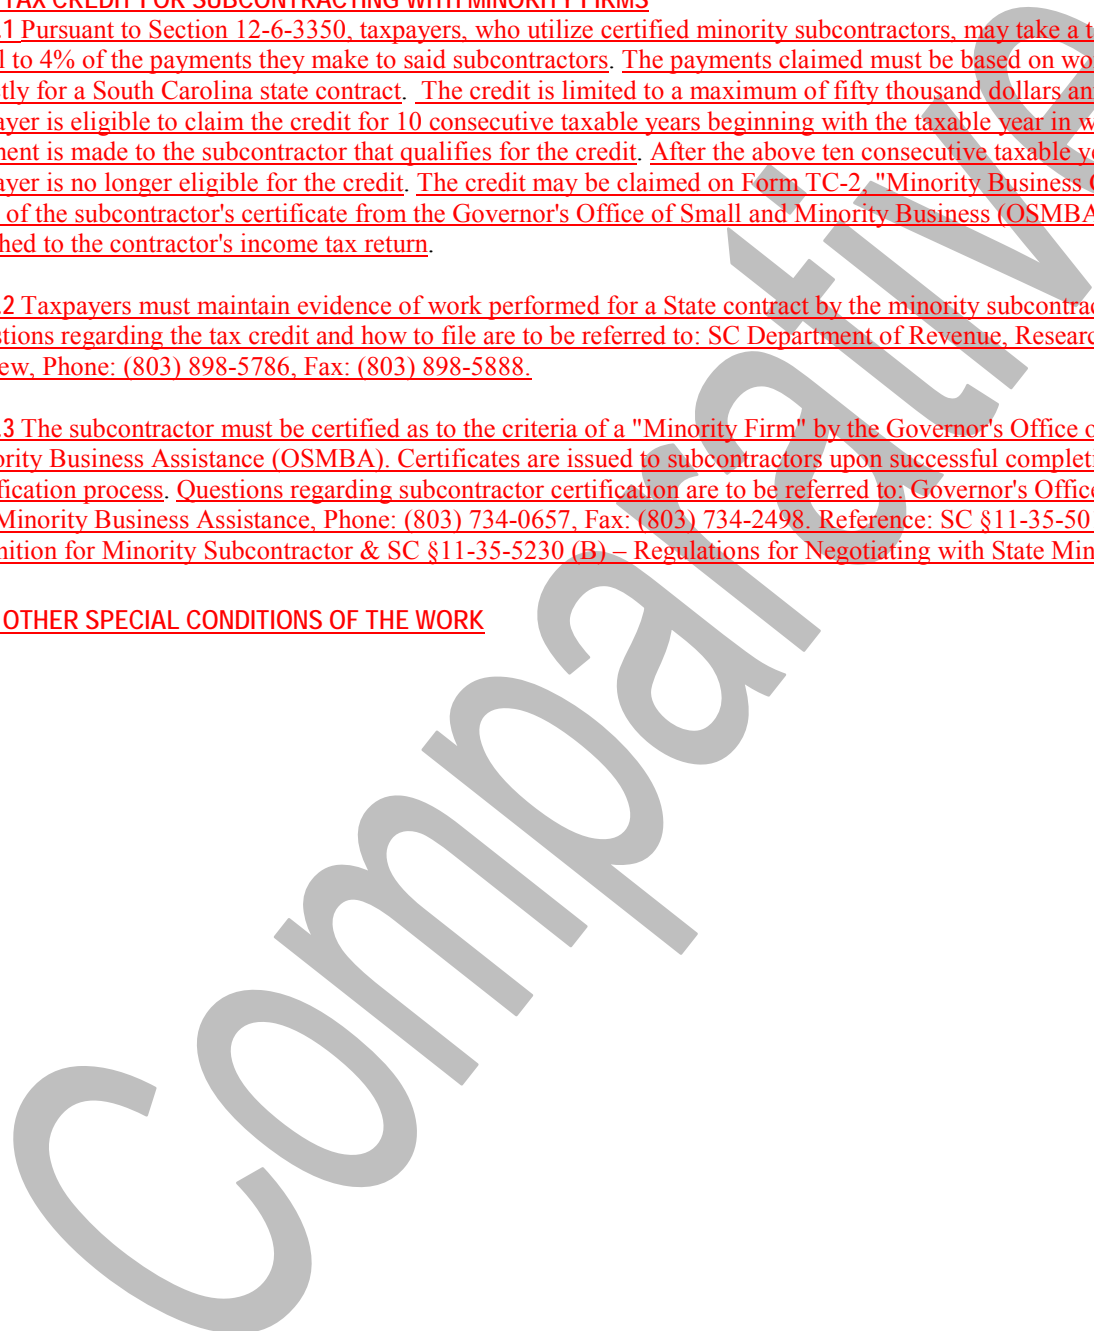 TAX CREDIT FOR SUBCONTRACTING WITH MINORITY FIRMS
.1 Pursuant to Section 12-6-3350, taxpayers, who utilize certified minority subcontractors, may take a t
l to 4% of the payments they make to said subcontractors. The payments claimed must be based on wo
tly for a South Carolina state contract.  The credit is limited to a maximum of fifty thousand dollars an
ayer is eligible to claim the credit for 10 consecutive taxable years beginning with the taxable year in w
ment is made to the subcontractor that qualifies for the credit. After the above ten consecutive taxable ye
ayer is no longer eligible for the credit. The credit may be claimed on Form TC-2, "Minority Business C
of the subcontractor's certificate from the Governor's Office of Small and Minority Business (OSMBA
hed to the contractor's income tax return.
.2 Taxpayers must maintain evidence of work performed for a State contract by the minority subcontrac
stions regarding the tax credit and how to file are to be referred to: SC Department of Revenue, Researc
ew, Phone: (803) 898-5786, Fax: (803) 898-5888.
.3 The subcontractor must be certified as to the criteria of a "Minority Firm" by the Governor's Office o
ority Business Assistance (OSMBA). Certificates are issued to subcontractors upon successful completi
fication process. Questions regarding subcontractor certification are to be referred to: Governor's Office
Minority Business Assistance, Phone: (803) 734-0657, Fax: (803) 734-2498. Reference: SC §11-35-50
nition for Minority Subcontractor & SC §11-35-5230 (B) – Regulations for Negotiating with State Min
OTHER SPECIAL CONDITIONS OF THE WORK
Comparative